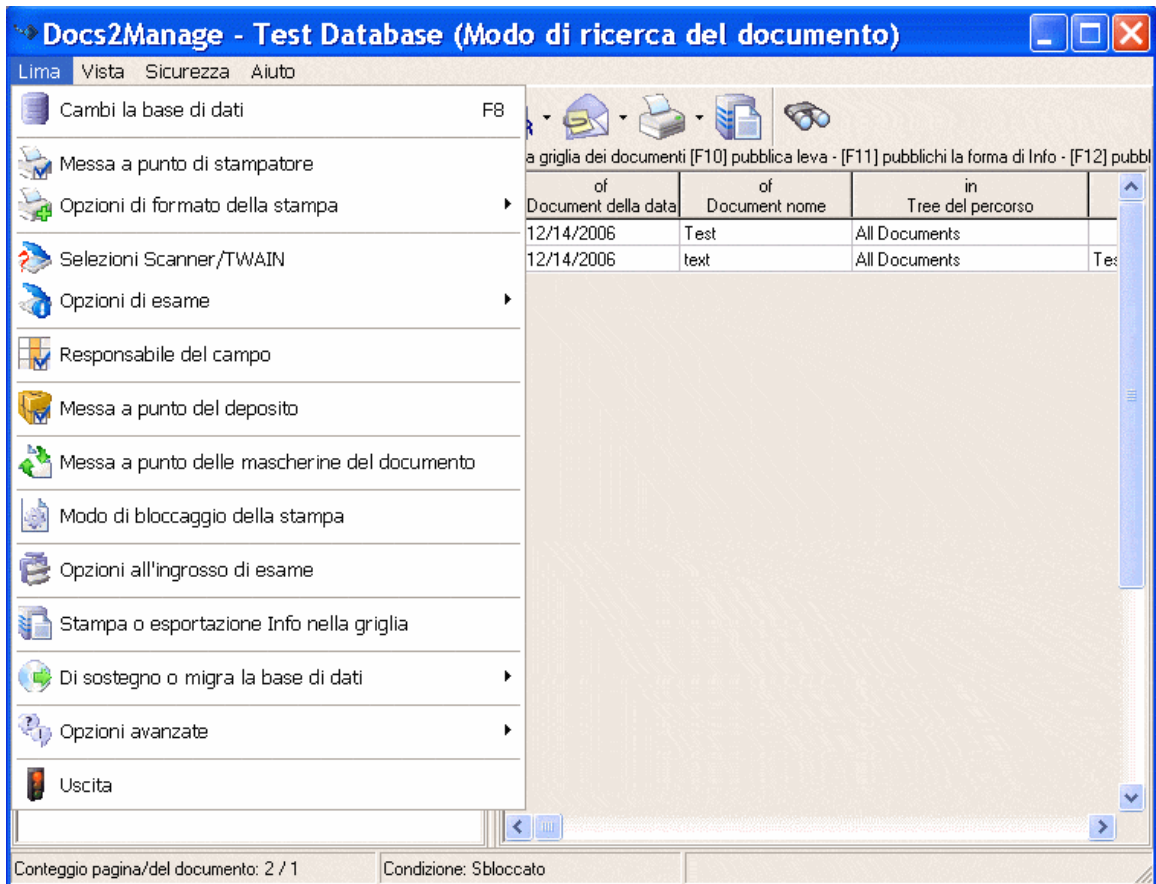 Docs2Manage - Test Database (Modo di ricerca del documento)
Lima Vista Sicurezza Aiuto
Cambi la base di dati F8
Messa a punto di stampatore
Opzioni di formato della stampa
Selezioni Scanner/TWAIN
Opzioni di esame
Responsabile del campo
Messa a punto del deposito
Messa a punto delle mascherine del documento
Modo di bloccaggio della stampa
Opzioni all'ingrosso di esame
Stampa o esportazione Info nella griglia
Di sostegno o migra la base di dati
Opzioni avanzate
Uscita
a griglia dei documenti [F10] pubblica leva - [F11] pubblichi la forma di Info - [F12] pubbl
of of in
Document della data Document nome Tree del percorso
12/14/2006 Test All Documents
12/14/2006 text All Documents Tes
Conteggio pagina/del documento: 2 / 1 Condizione: Sbloccato